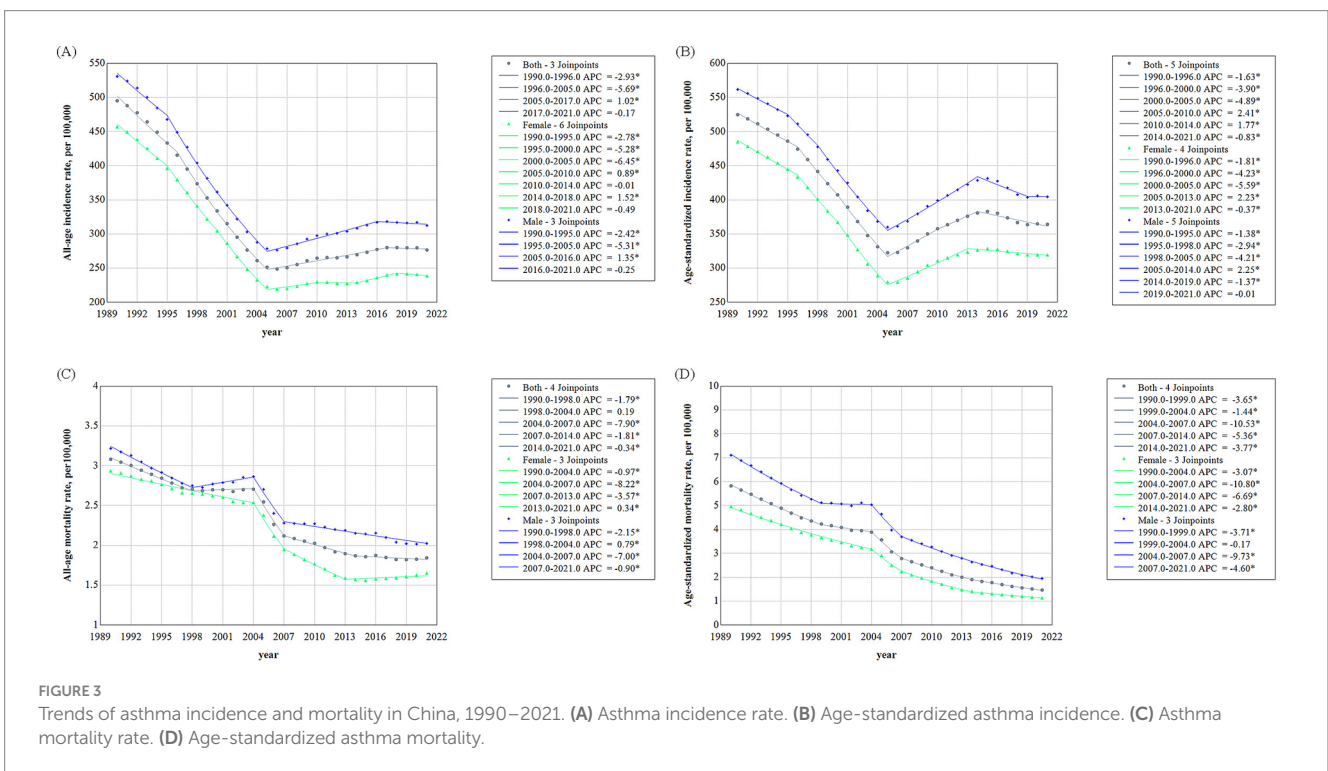 (A)
All-age incidence rate, per 100,000
550
500
450
400
350
300
250
200
1989 1992 1995 1998 2001 2004 2007 2010 2013 2016 2019 2022
year
Both - 3 Joinpoints
1990.0-1996.0 APC = -2.93*
1996.0-2005.0 APC = -5.69*
2005.0-2017.0 APC = 1.02*
2017.0-2021.0 APC = -0.17
Female - 6 Joinpoints
1990.0-1995.0 APC = -2.78*
1995.0-2000.0 APC = -5.28*
2000.0-2005.0 APC = -6.45*
2005.0-2010.0 APC = 0.89*
2010.0-2014.0 APC = -0.01
2014.0-2018.0 APC = 1.52*
2018.0-2021.0 APC = -0.49
Male - 3 Joinpoints
1990.0-1995.0 APC = -2.42*
1995.0-2005.0 APC = -5.31*
2005.0-2016.0 APC = 1.35*
2016.0-2021.0 APC = -0.25
(B)
Age-standardized incidence rate, per 100,000
600
550
500
450
400
350
300
250
1989 1992 1995 1998 2001 2004 2007 2010 2013 2016 2019 2022
year
Both - 5 Joinpoints
1990.0-1996.0 APC = -1.63*
1996.0-2000.0 APC = -3.90*
2000.0-2005.0 APC = -4.89*
2005.0-2010.0 APC = 2.41*
2010.0-2014.0 APC = 1.77*
2014.0-2021.0 APC = -0.83*
Female - 4 Joinpoints
1990.0-1996.0 APC = -1.81*
1996.0-2000.0 APC = -4.23*
2000.0-2005.0 APC = -5.59*
2005.0-2013.0 APC = 2.23*
2013.0-2021.0 APC = -0.37*
Male - 5 Joinpoints
1990.0-1995.0 APC = -1.38*
1995.0-1998.0 APC = -2.94*
1998.0-2005.0 APC = -4.21*
2005.0-2014.0 APC = 2.25*
2014.0-2019.0 APC = -1.37*
2019.0-2021.0 APC = -0.01
(C)
All-age mortality rate, per 100,000
4
3.5
3
2.5
2
1.5
1
1989 1992 1995 1998 2001 2004 2007 2010 2013 2016 2019 2022
year
Both - 4 Joinpoints
1990.0-1998.0 APC = -1.79*
1998.0-2004.0 APC = 0.19
2004.0-2007.0 APC = -7.90*
2007.0-2014.0 APC = -1.81*
2014.0-2021.0 APC = -0.34*
Female - 3 Joinpoints
1990.0-2004.0 APC = -0.97*
2004.0-2007.0 APC = -8.22*
2007.0-2013.0 APC = -3.57*
2013.0-2021.0 APC = 0.34*
Male - 3 Joinpoints
1990.0-1998.0 APC = -2.15*
1998.0-2004.0 APC = 0.79*
2004.0-2007.0 APC = -7.00*
2007.0-2021.0 APC = -0.90*
(D)
Age-standardized mortality rate, per 100,000
10
9
8
7
6
5
4
3
2
1
0
1989 1992 1995 1998 2001 2004 2007 2010 2013 2016 2019 2022
year
Both - 4 Joinpoints
1990.0-1999.0 APC = -3.65*
1999.0-2004.0 APC = -1.44*
2004.0-2007.0 APC = -10.53*
2007.0-2014.0 APC = -5.36*
2014.0-2021.0 APC = -3.77*
Female - 3 Joinpoints
1990.0-2004.0 APC = -3.07*
2004.0-2007.0 APC = -10.80*
2007.0-2014.0 APC = -6.69*
2014.0-2021.0 APC = -2.80*
Male - 3 Joinpoints
1990.0-1999.0 APC = -3.71*
1999.0-2004.0 APC = -0.17
2004.0-2007.0 APC = -9.73*
2007.0-2021.0 APC = -4.60*
FIGURE 3
Trends of asthma incidence and mortality in China, 1990–2021. (A) Asthma incidence rate. (B) Age-standardized asthma incidence. (C) Asthma
mortality rate. (D) Age-standardized asthma mortality.